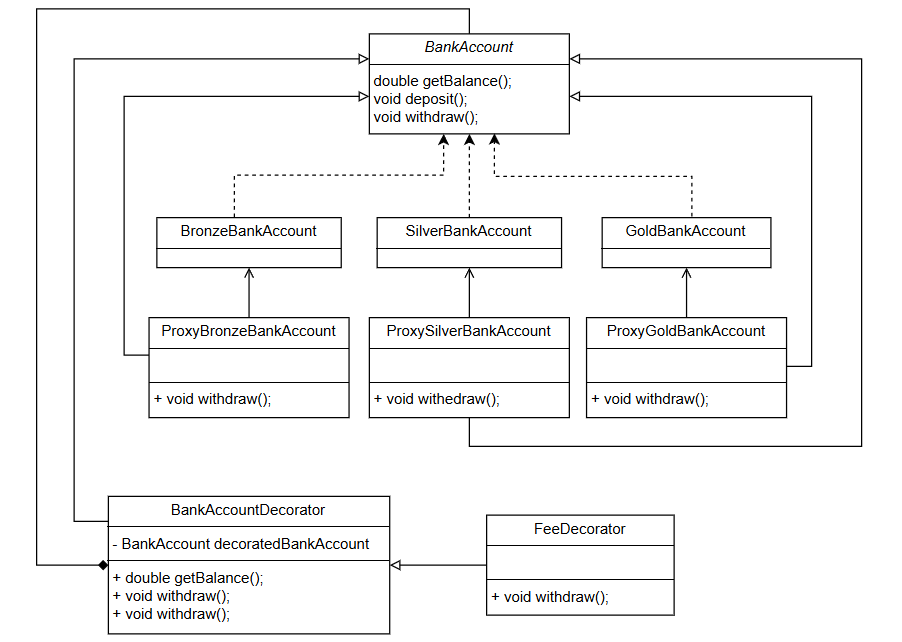 BankAccount
double getBalance();
void deposit();
void withdraw();
BronzeBankAccount
SilverBankAccount
GoldBankAccount
ProxyBronzeBankAccount
+ void withdraw();
ProxySilverBankAccount
+ void withedraw();
ProxyGoldBankAccount
+ void withdraw();
BankAccountDecorator
- BankAccount decoratedBankAccount
+ double getBalance();
+ void withdraw();
+ void withdraw();
FeeDecorator
+ void withdraw();